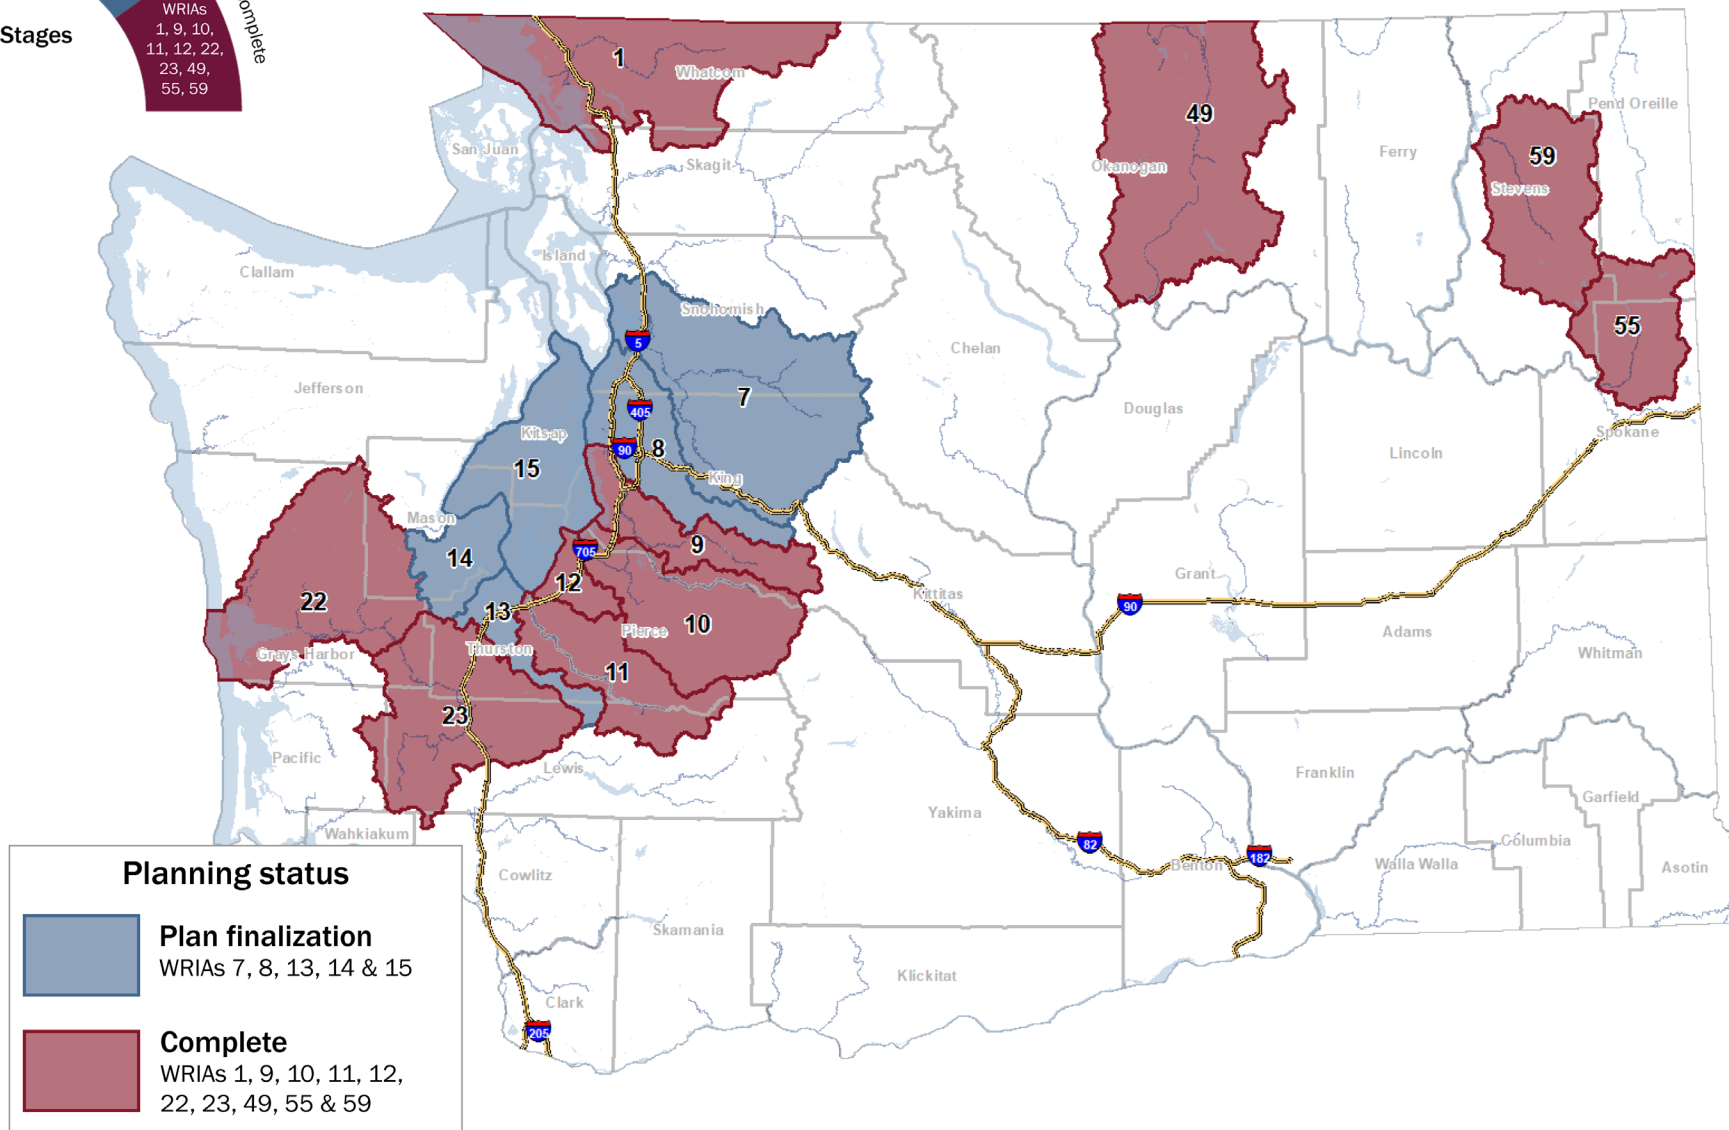 Stages
WRIAs
1, 9, 10,
11, 12, 22,
23, 49,
55, 59
omplete
1
Whatcom
49
Okanogan
Ferry
Pend Oreille
59
Stevens
San Juan
Skagit
Island
Clallam
Snohomish
5
55
Chelan
Jefferson
7
405
Douglas
Kitsap
90
8
Spokane
Lincoln
15
King
Mason
14
705
9
12
Grant
22
13
Kittitas
90
10
Pierce
Adams
Grays Harbor
Thurston
Whitman
11
23
Pacific
Lewis
Franklin
Garfield
Yakima
Wahkiakum
82
182
Columbia
Benton
Walla Walla
Asotin
Cowlitz
Skamania
Klickitat
Clark
205
Planning status
Plan finalization
WRIAs 7, 8, 13, 14 & 15
Complete
WRIAs 1, 9, 10, 11, 12,
22, 23, 49, 55 & 59